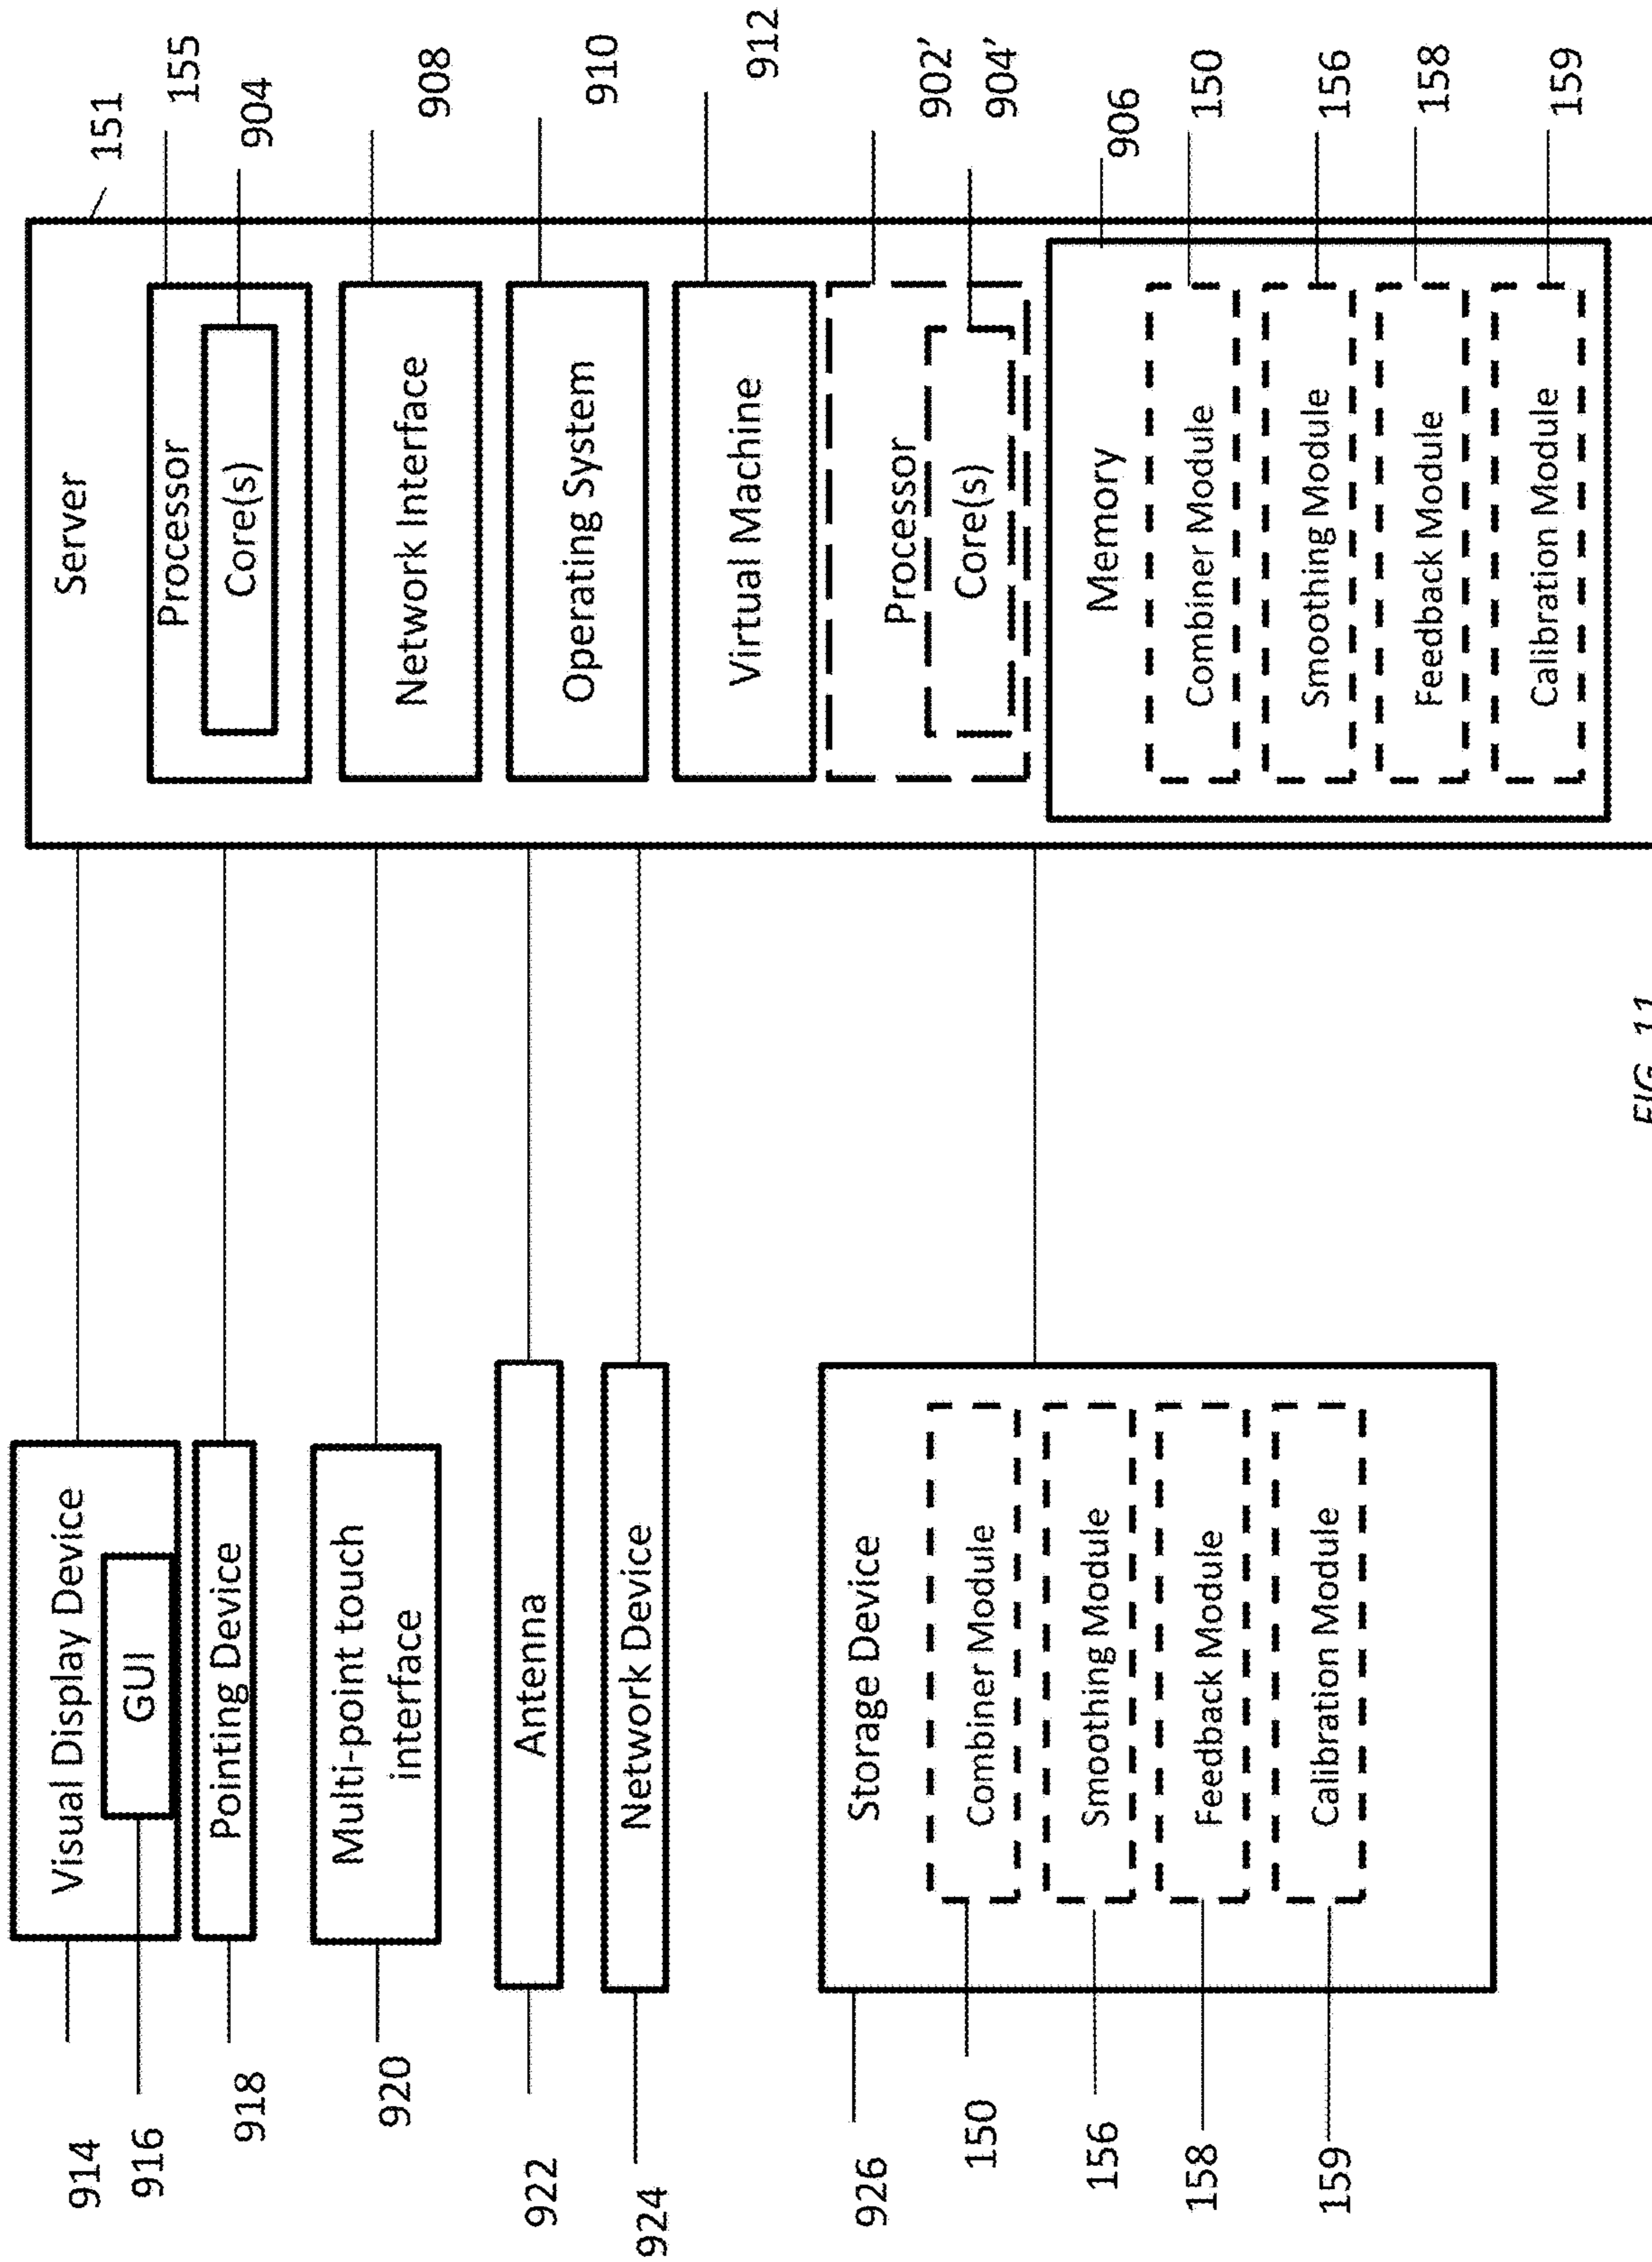 Server
151
Processor
155
Core(s)
904
Network Interface
908
Operating System
910
Virtual Machine
912
Processor
902’
Core(s)
904’
Memory
906
Combiner Module
150
Smoothing Module
156
Feedback Module
158
Calibration Module
159
Visual Display Device
914
GUI
916
Pointing Device
918
Multi-point touch
interface
920
Antenna
922
Network Device
924
Storage Device
926
Combiner Module
150
Smoothing Module
156
Feedback Module
158
Calibration Module
159
FIG. 11